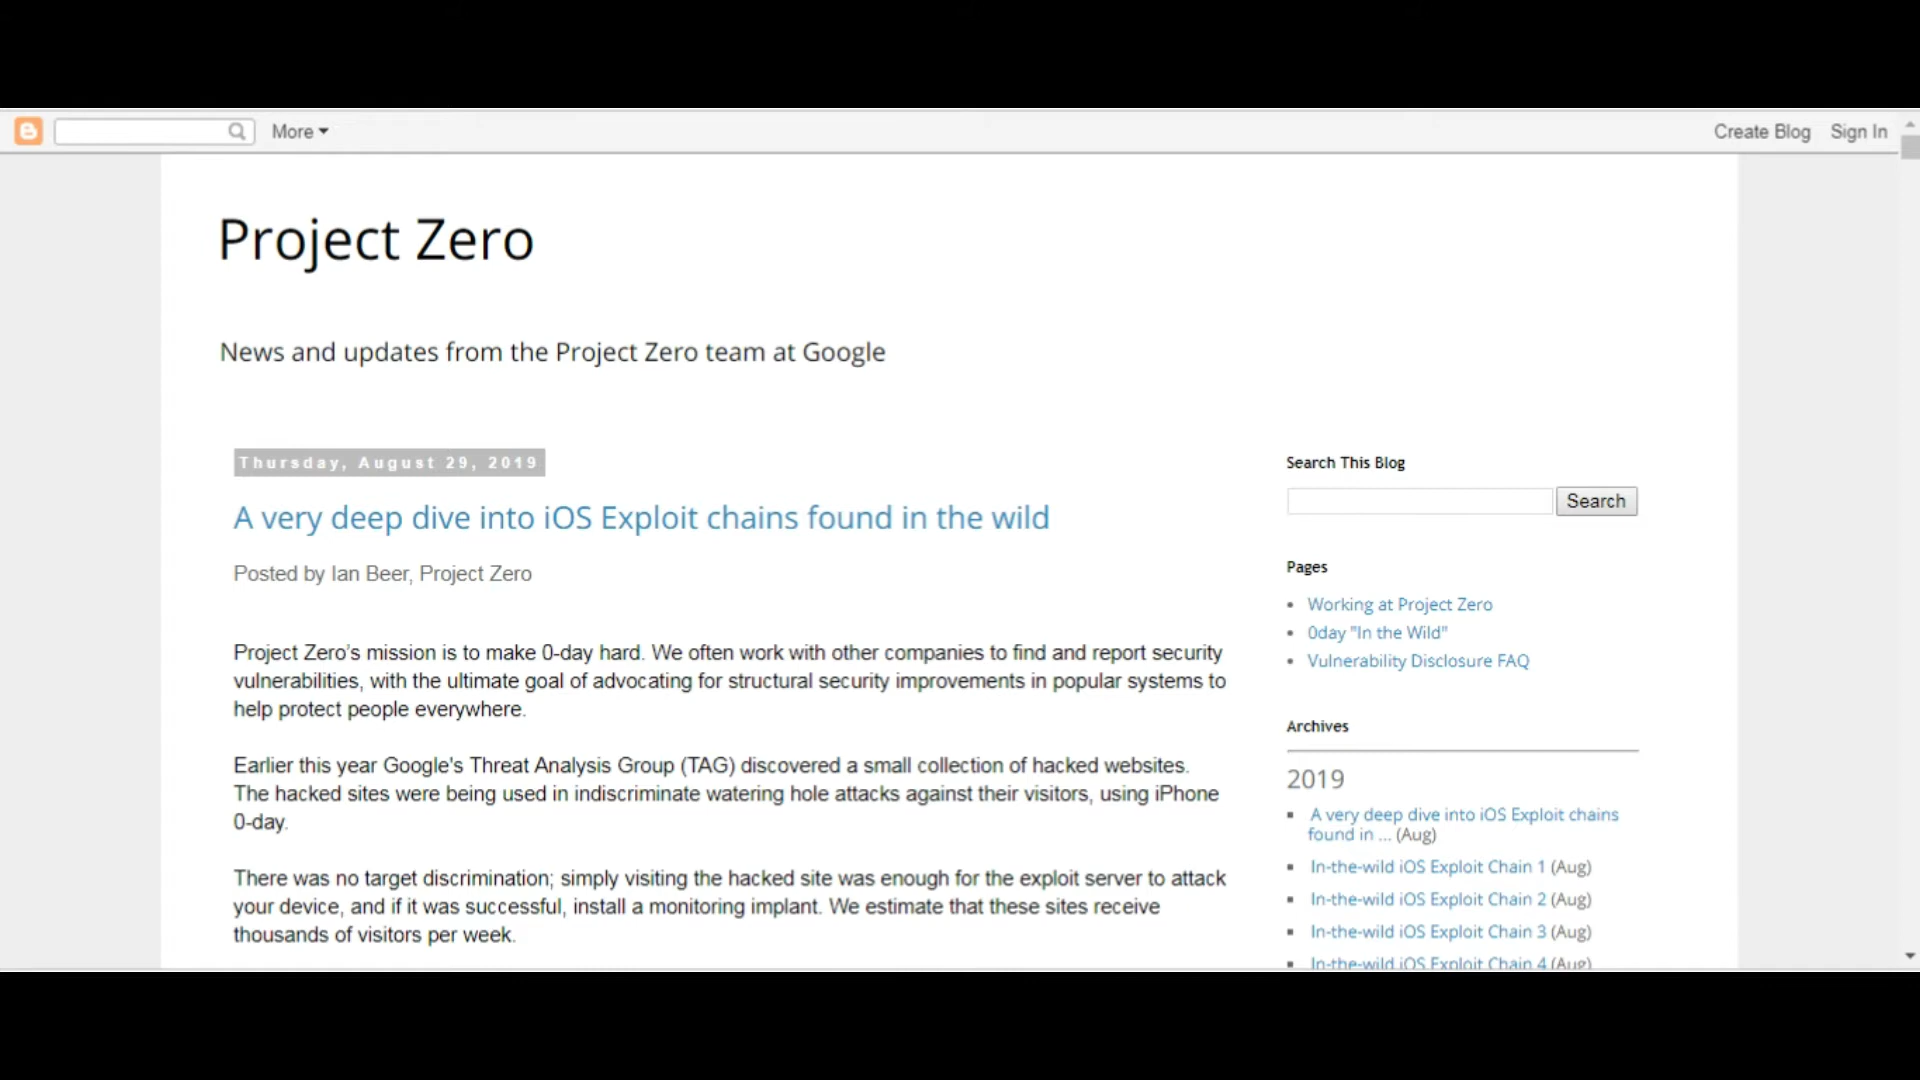 More
Create Blog Sign In
Project Zero
News and updates from the Project Zero team at Google
Thursday, August 29, 2019
A very deep dive into iOS Exploit chains found in the wild
Posted by Ian Beer, Project Zero
Project Zero's mission is to make 0-day hard. We often work with other companies to find and report security
vulnerabilities, with the ultimate goal of advocating for structural security improvements in popular systems to
help protect people everywhere.
Earlier this year Google's Threat Analysis Group (TAG) discovered a small collection of hacked websites.
The hacked sites were being used in indiscriminate watering hole attacks against their visitors, using iPhone
0-day.
There was no target discrimination; simply visiting the hacked site was enough for the exploit server to attack
your device, and if it was successful, install a monitoring implant. We estimate that these sites receive
thousands of visitors per week.
Search This Blog
Search
Pages
Working at Project Zero
0day "In the Wild"
Vulnerability Disclosure FAQ
Archives
2019
A very deep dive into iOS Exploit chains
found in ... (Aug)
In-the-wild iOS Exploit Chain 1 (Aug)
In-the-wild iOS Exploit Chain 2 (Aug)
In-the-wild iOS Exploit Chain 3 (Aug)
In-the-wild iOS Exploit Chain 4 (Aug)